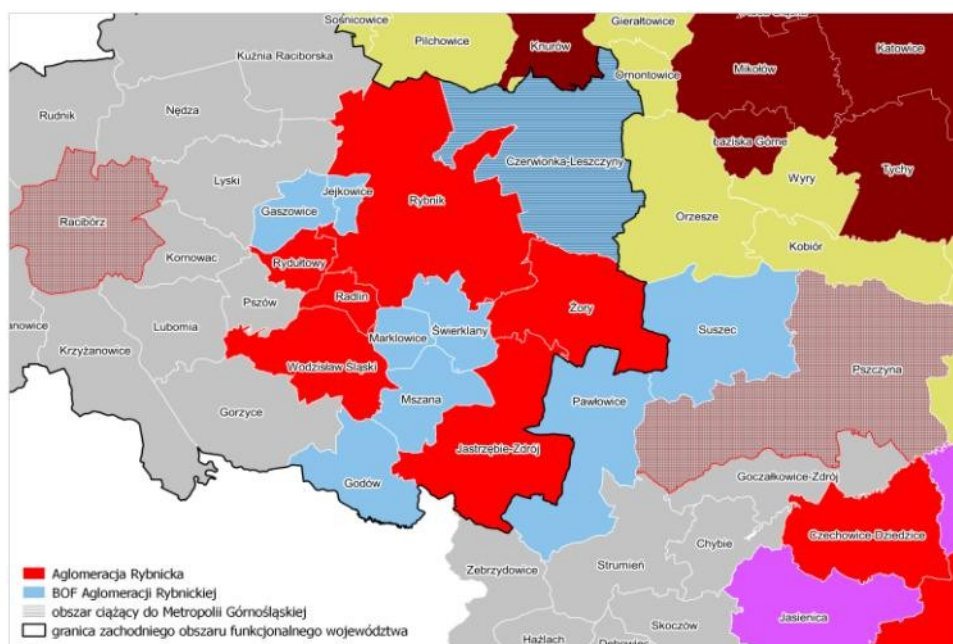 Sośnicowice
Pilchowice
Knurów
Gierałtowice
Ornontowice
Mikołów
Katowice
Kuźnia Raciborska
Rudnik
Nędza
Łaziska Górne
Czerwionka-Leszczyny
Lyski
Jejkowice
Gaszowice
Rybnik
Wyry
Tychy
Racibórz
Orzesze
Kobiór
Kornowac
Rydułtowy
Pszów
Radlin
Żory
Lubomia
Marklowice
Świerklany
Suszec
Krzyżanowice
Wodzisław Śląski
Pszczyna
Mszana
Pawłowice
Gorzyce
Jastrzębie-Zdrój
Godów
Goczałkowice-Zdrój
Czechowice-Dziedzice
Chybie
Zebrzydowice
Strumień
Jasienica
Skoczów
Hażlach
Aglomeracja Rybnicka
BOF Aglomeracji Rybnickiej
obszar ciążący do Metropolii Górnośląskiej
granica zachodniego obszaru funkcjonalnego województwa